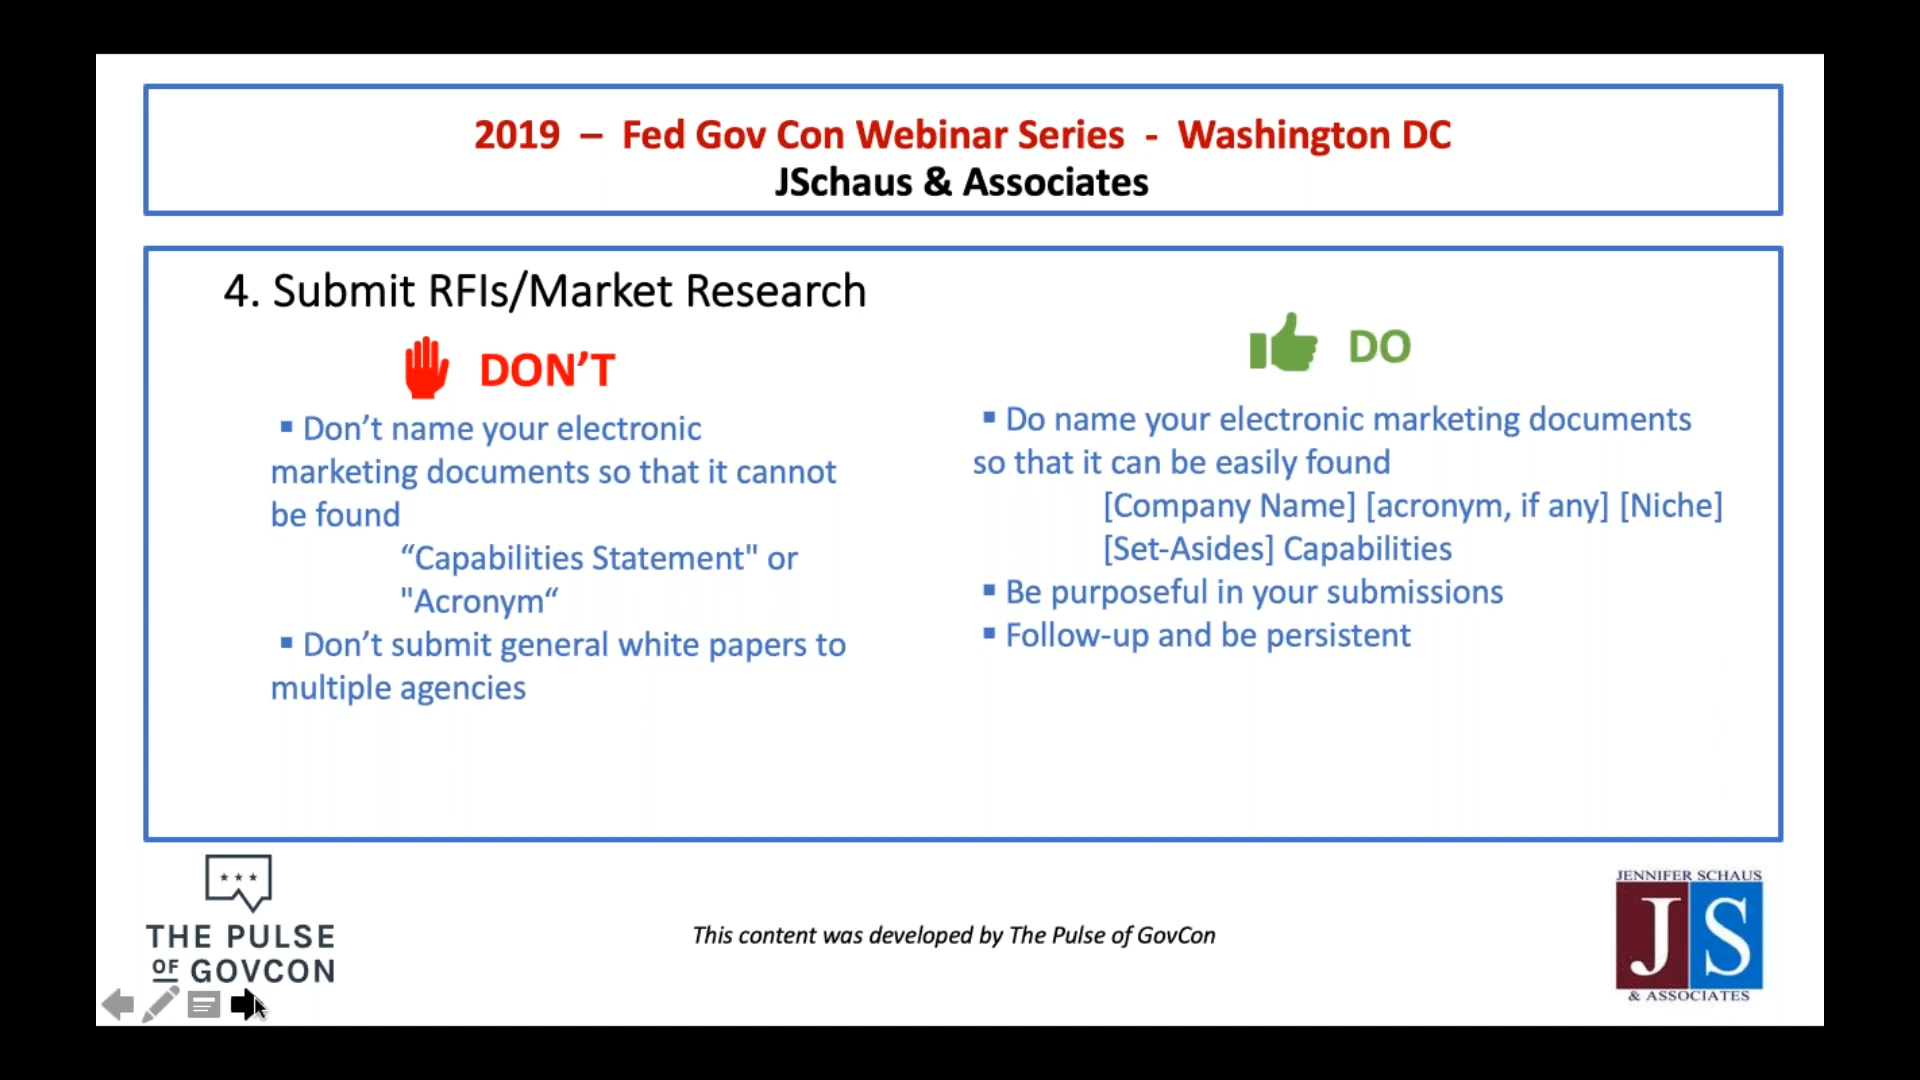 2019 – Fed Gov Con Webinar Series - Washington DC
JSchaus & Associates
4. Submit RFIs/Market Research
DON’T
▪ Don’t name your electronic
marketing documents so that it cannot
be found
“Capabilities Statement" or
"Acronym“
▪ Don’t submit general white papers to
multiple agencies
DO
▪ Do name your electronic marketing documents
so that it can be easily found
[Company Name] [acronym, if any] [Niche]
[Set-Asides] Capabilities
▪ Be purposeful in your submissions
▪ Follow-up and be persistent
THE PULSE
OF GOVCON
This content was developed by The Pulse of GovCon
JENNIFER SCHAUS
JS
& ASSOCIATES